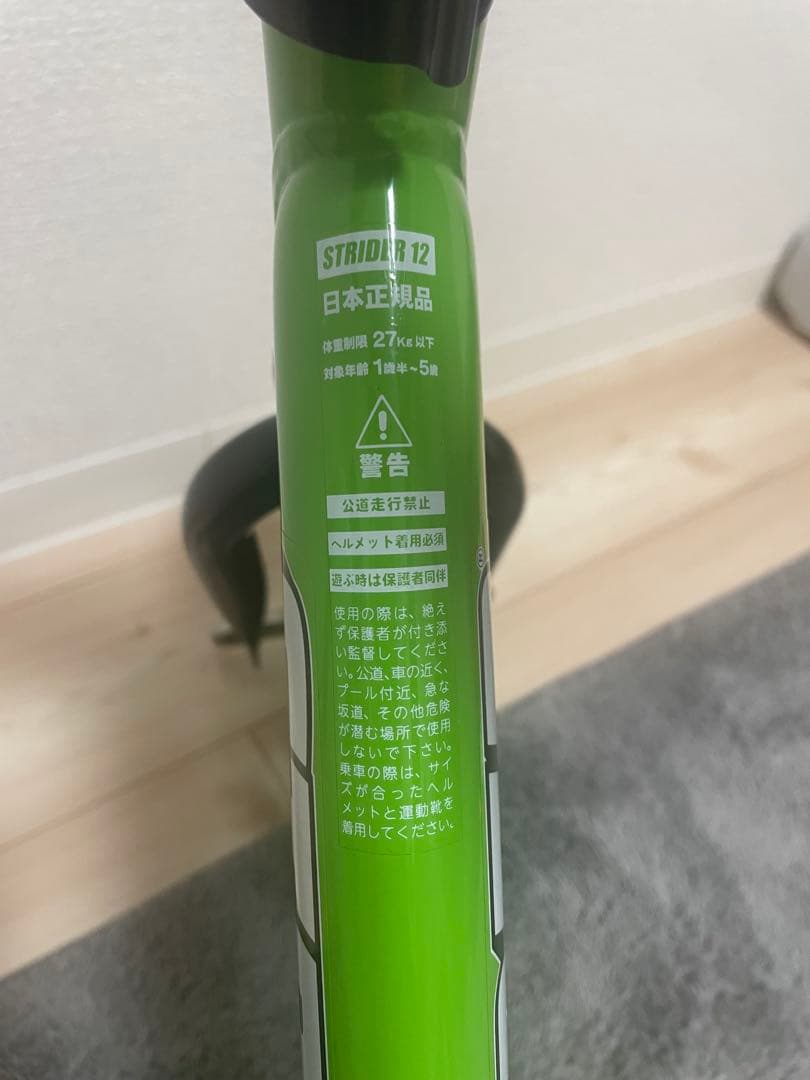 STRIDER 12
日本正規品
体重制限 27Kg 以下
対象年齢 1歳半~5歳
警告
公道走行禁止
ヘルメット着用必須
遊ぶ時は保護者同伴
使用の際は、絶え
ず保護者が付き添
い監督してくださ
い。公道、車の近く、
プール付近、急な
坂道、その他危険
が潜む場所で使用
しないで下さい。
乗車の際は、サイ
ズが合ったヘル
メットと運動靴を
着用してください。